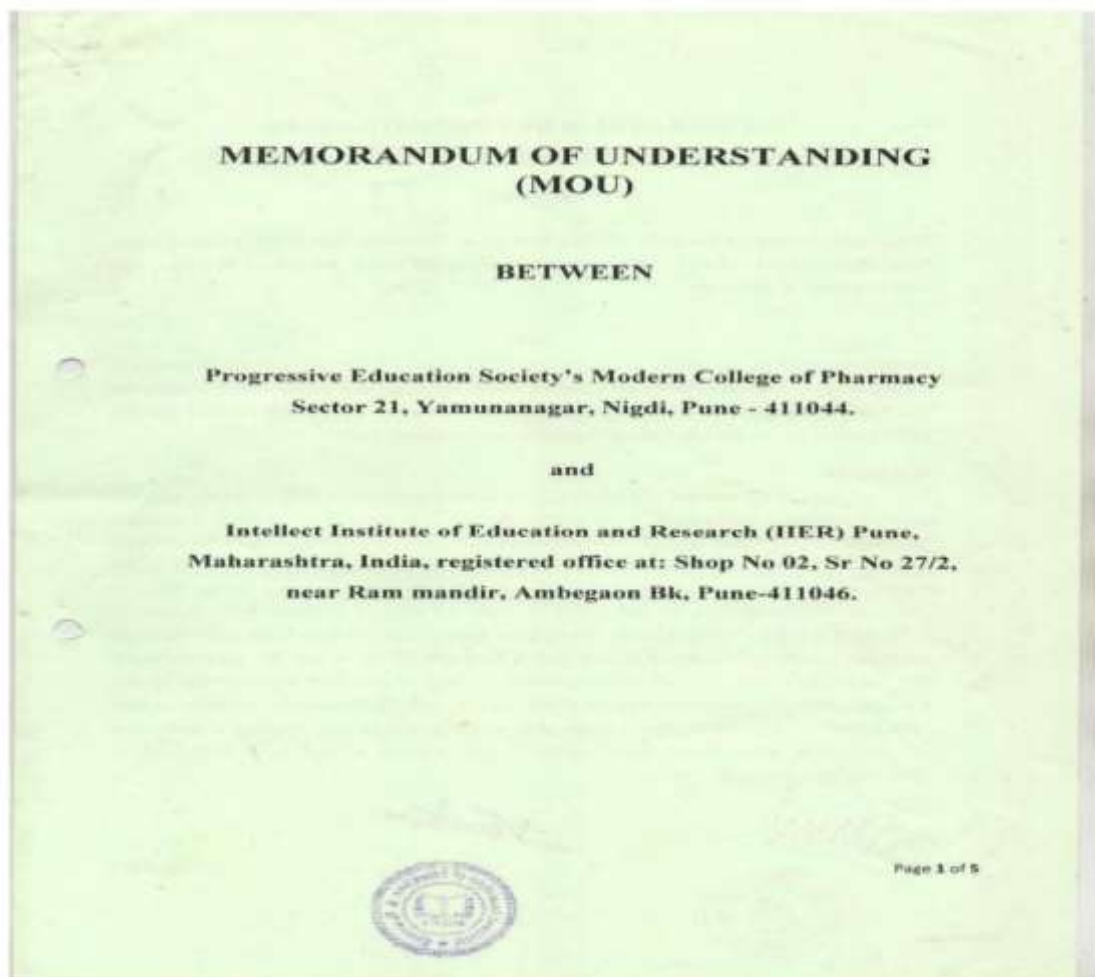 MEMORANDUM OF UNDERSTANDING
(MOU)
BETWEEN
Progressive Education Society's Modern College of Pharmacy
Sector 21, Yamunanagar, Nigdi, Pune - 411044.
and
Intellect Institute of Education and Research (IIER) Pune,
Maharashtra, India, registered office at: Shop No 02, Sr No 27/2,
near Ram mandir, Ambegaon Bk, Pune-411046.
Page 1 of 5